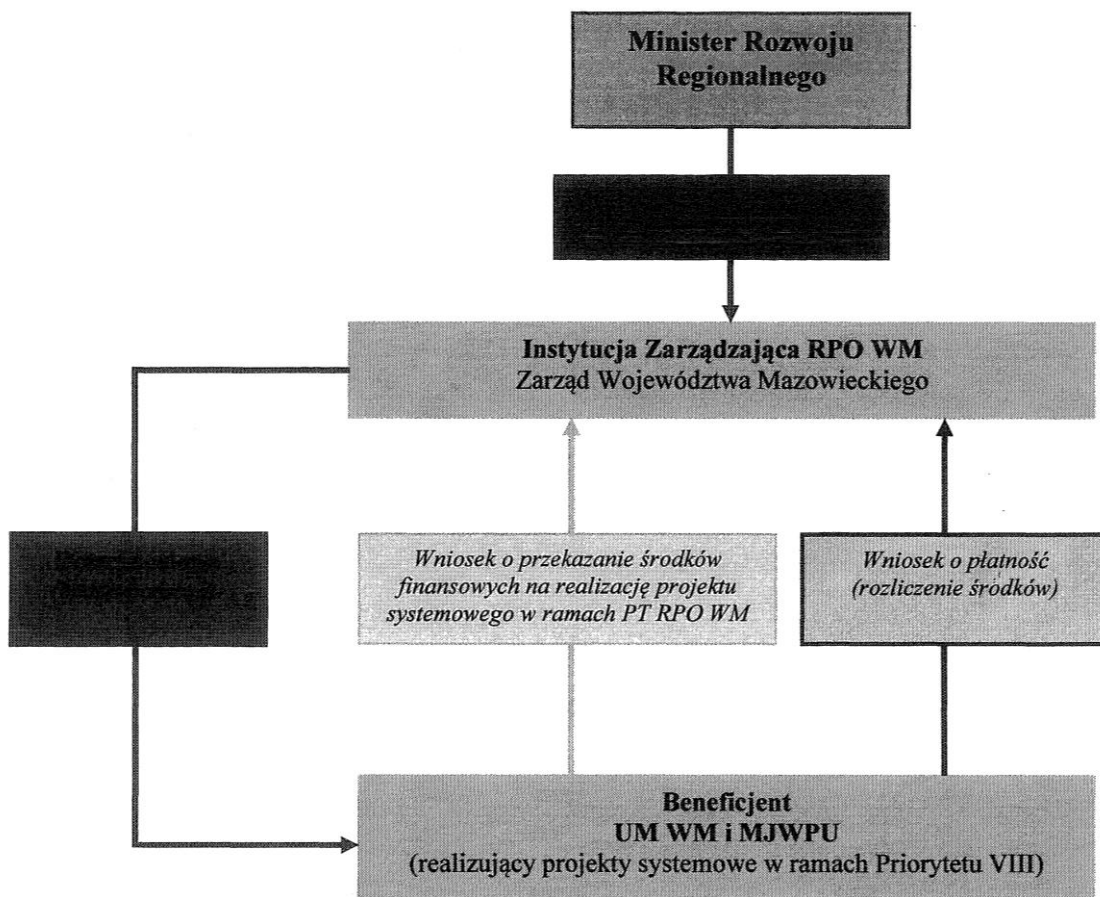 Minister Rozwoju
Regionalnego
Instytucja Zarządzająca RPO WM
Zarząd Województwa Mazowieckiego
Wniosek o przekazanie środków
finansowych na realizację projektu
systemowego w ramach PT RPO WM
Wniosek o płatność
(rozliczenie środków)
Beneficjent
UM WM i MJWPU
(realizujący projekty systemowe w ramach Priorytetu VIII)